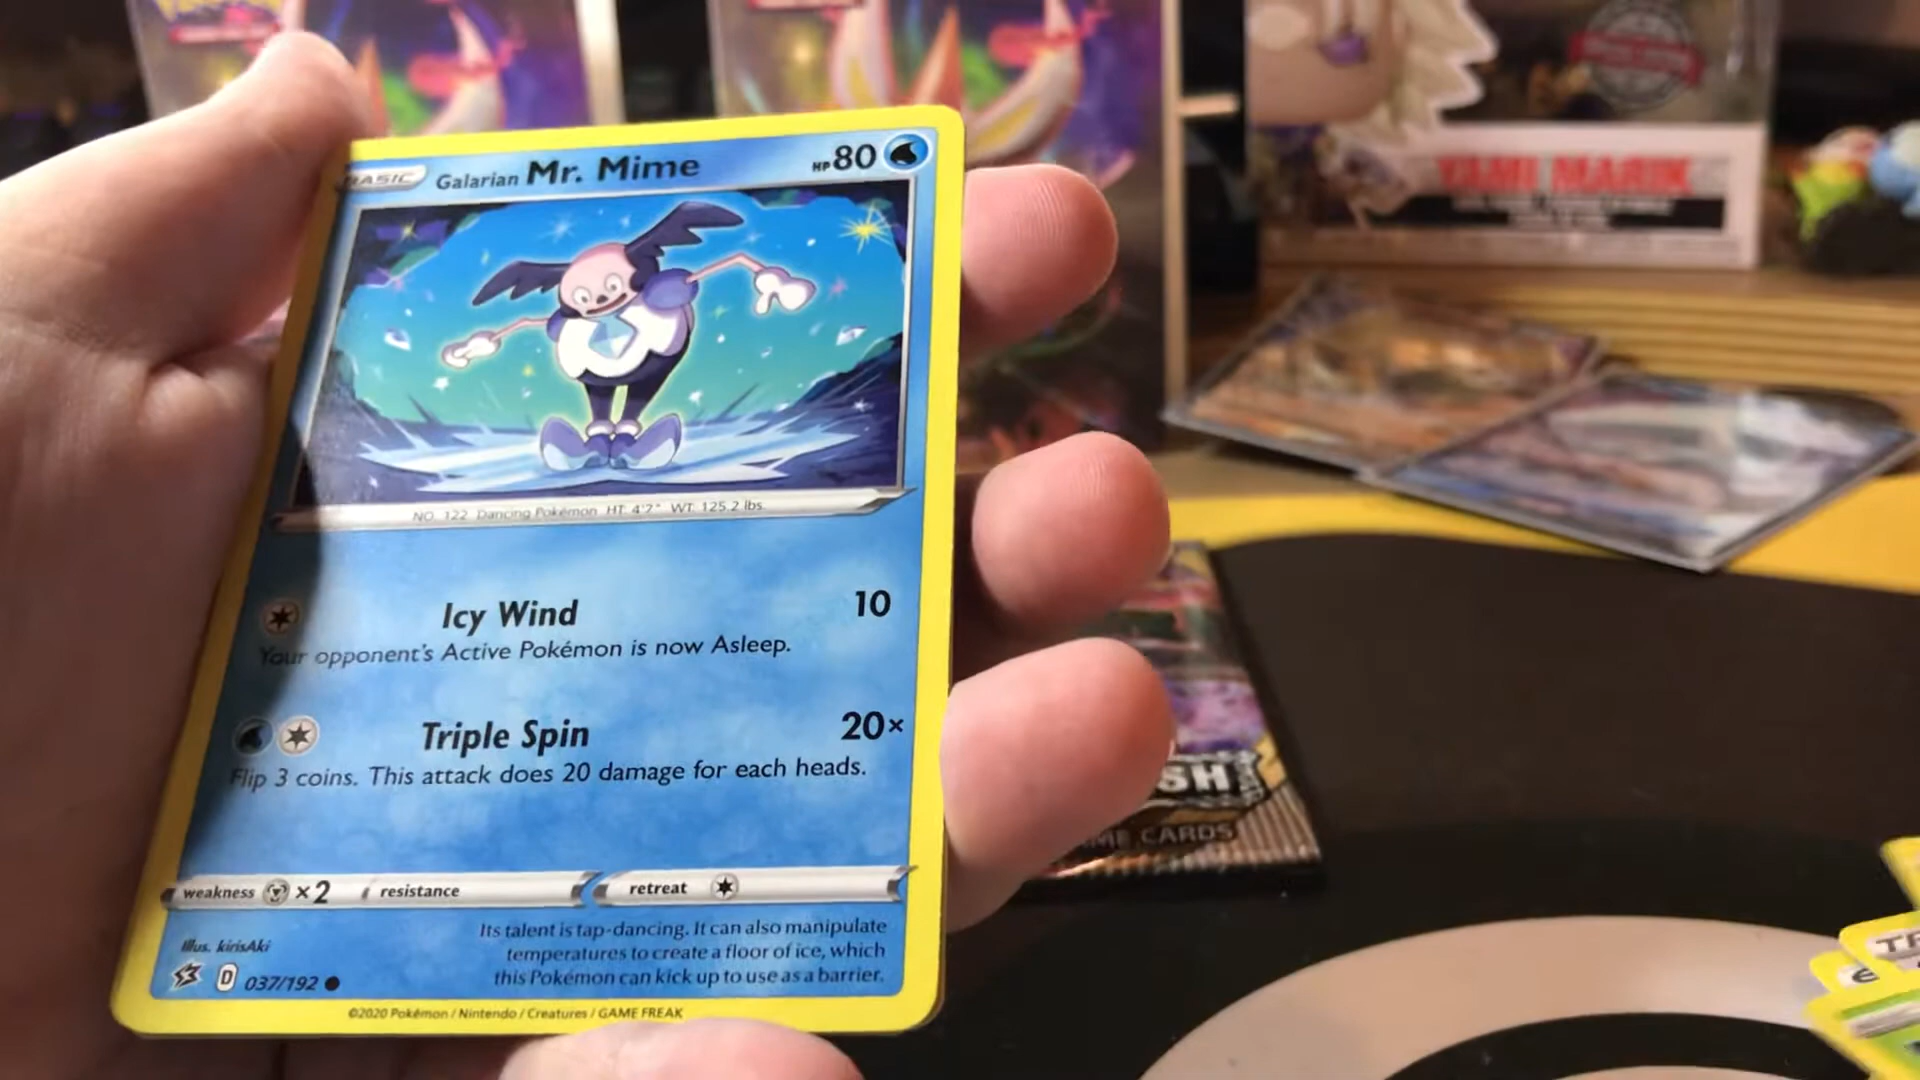 BASIC Galarian Mr. Mime HP 80
NO. 122 Dancing Pokémon HT: 4'7" WT: 125.2 lbs.
Icy Wind 10
Your opponent's Active Pokémon is now Asleep.
Triple Spin 20×
Flip 3 coins. This attack does 20 damage for each heads.
weakness ×2 resistance retreat
Its talent is tap-dancing. It can also manipulate
temperatures to create a floor of ice, which
this Pokémon can kick up to use as a barrier.
Illus. kirisAki
D 037/192
©2020 Pokémon / Nintendo / Creatures / GAME FREAK
YAMI MARIK
SH
ME CARDS